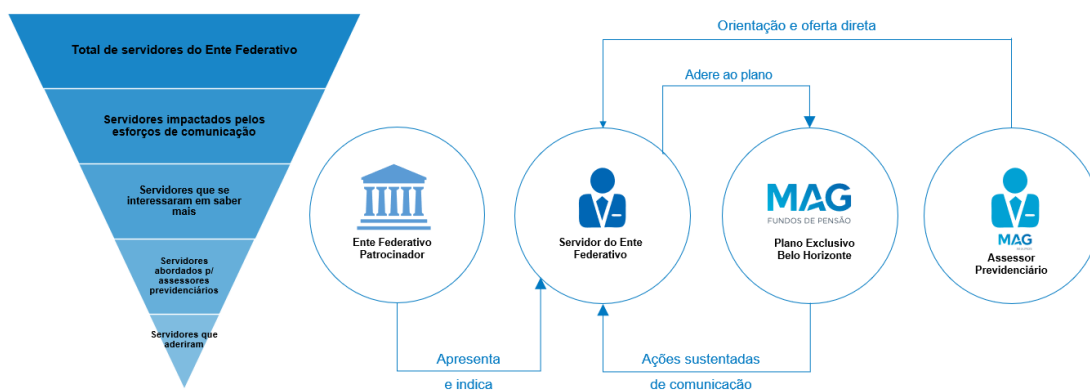 Total de servidores do Ente Federativo
Servidores impactados pelos
esforços de comunicação
Servidores que se
interessaram em saber
mais
Servidores
abordados p/
assessores
previdenciários
Servidores que
aderiram
Orientação e oferta direta
Adere ao plano
Ente Federativo
Patrocinador
Servidor do Ente
Federativo
MAG
FUNDOS DE PENSÃO
Plano Exclusivo
Belo Horizonte
MAG
Assessor
Previdenciário
Apresenta
e indica
Ações sustentadas
de comunicação